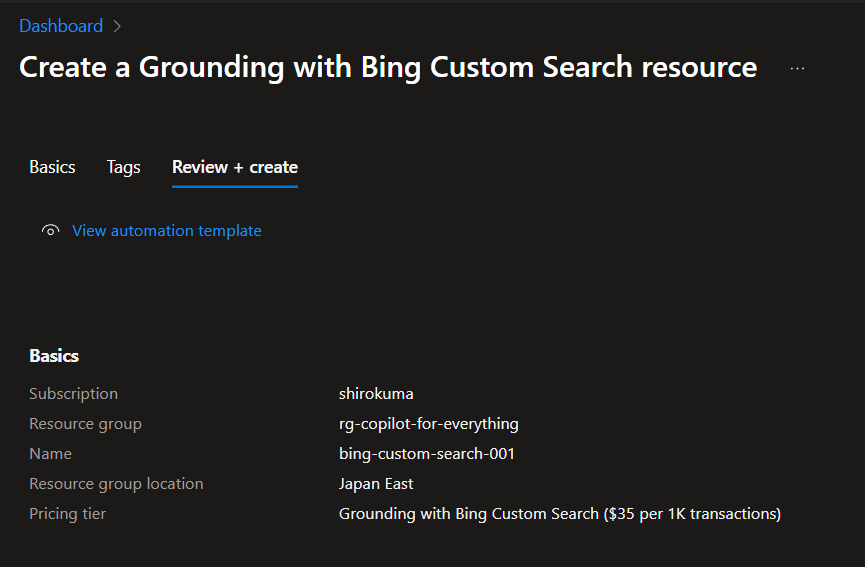 Dashboard >
Create a Grounding with Bing Custom Search resource ...
Basics Tags Review + create
View automation template
Basics
Subscription shirokuma
Resource group rg-copilot-for-everything
Name bing-custom-search-001
Resource group location Japan East
Pricing tier Grounding with Bing Custom Search ($35 per 1K transactions)